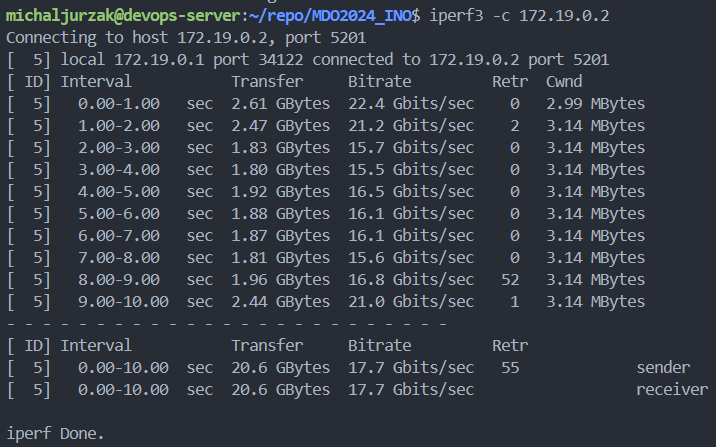 michaljurzak@devops-server:~/repo/MDO2024_INO$ iperf3 -c 172.19.0.2
Connecting to host 172.19.0.2, port 5201
[  5] local 172.19.0.1 port 34122 connected to 172.19.0.2 port 5201
[ ID] Interval           Transfer     Bitrate         Retr  Cwnd
[  5]   0.00-1.00   sec  2.61 GBytes  22.4 Gbits/sec    0   2.99 MBytes
[  5]   1.00-2.00   sec  2.47 GBytes  21.2 Gbits/sec    2   3.14 MBytes
[  5]   2.00-3.00   sec  1.83 GBytes  15.7 Gbits/sec    0   3.14 MBytes
[  5]   3.00-4.00   sec  1.80 GBytes  15.5 Gbits/sec    0   3.14 MBytes
[  5]   4.00-5.00   sec  1.92 GBytes  16.5 Gbits/sec    0   3.14 MBytes
[  5]   5.00-6.00   sec  1.88 GBytes  16.1 Gbits/sec    0   3.14 MBytes
[  5]   6.00-7.00   sec  1.87 GBytes  16.1 Gbits/sec    0   3.14 MBytes
[  5]   7.00-8.00   sec  1.81 GBytes  15.6 Gbits/sec    0   3.14 MBytes
[  5]   8.00-9.00   sec  1.96 GBytes  16.8 Gbits/sec   52   3.14 MBytes
[  5]   9.00-10.00  sec  2.44 GBytes  21.0 Gbits/sec    1   3.14 MBytes
- - - - - - - - - - - - - - - - - - - - - - - - -
[ ID] Interval           Transfer     Bitrate         Retr
[  5]   0.00-10.00  sec  20.6 GBytes  17.7 Gbits/sec   55             sender
[  5]   0.00-10.00  sec  20.6 GBytes  17.7 Gbits/sec                  receiver
iperf Done.